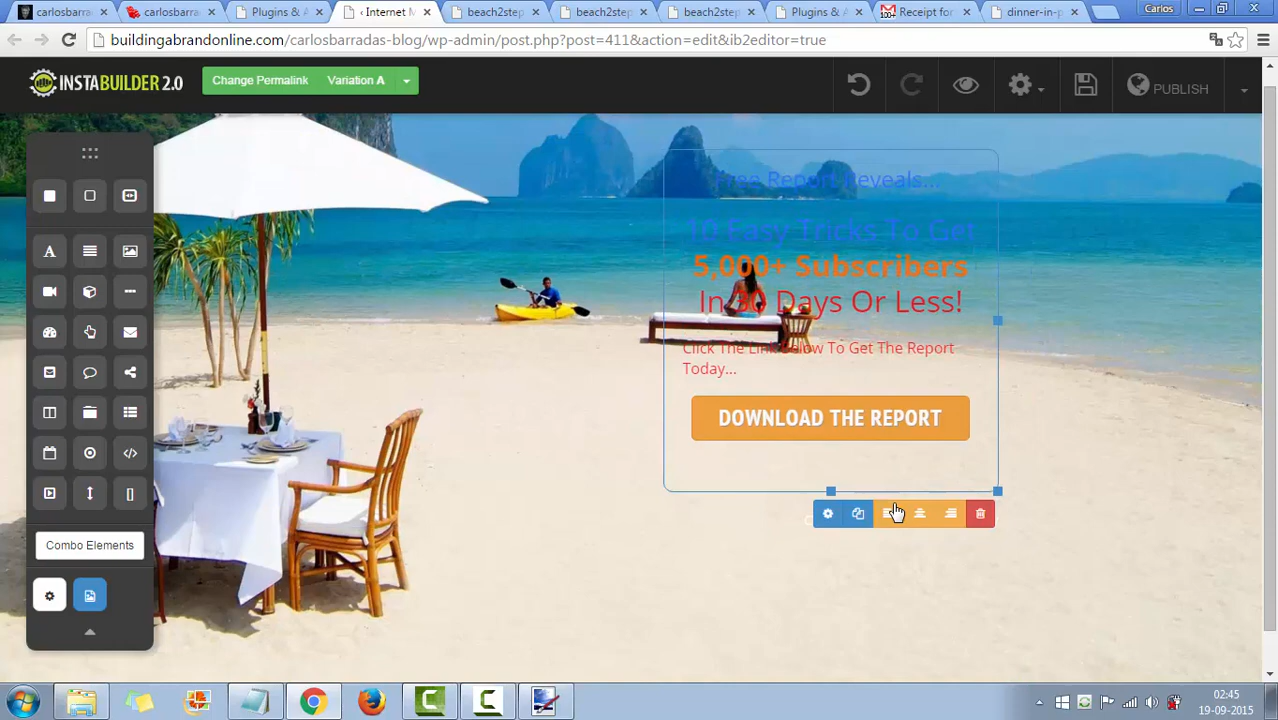 carlosbarradas
carlosbarradas
Plugins & A
‹ Internet M
beach2step
beach2step
beach2step
Plugins & A
Receipt for
dinner-in-p
Carlos
buildingabrandonline.com/carlosbarradas-blog/wp-admin/post.php?post=411&action=edit&ib2editor=true
INSTABUILDER 2.0
Change Permalink
Variation A
PUBLISH
Free Report Reveals...
10 Easy Tricks To Get
5,000+ Subscribers
In 30 Days Or Less!
Click The Link Below To Get The Report
Today...
DOWNLOAD THE REPORT
Combo Elements
02:45
19-09-2015